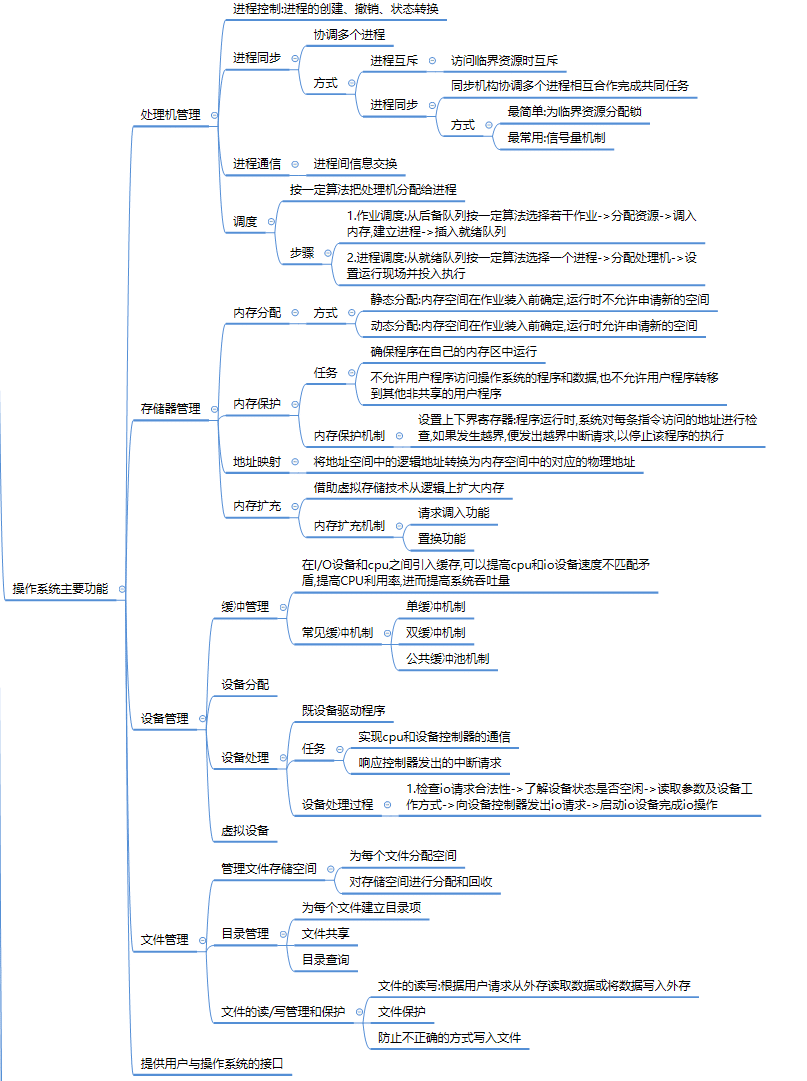 进程控制:进程的创建、撤销、状态转换
协调多个进程
进程同步
进程互斥
访问临界资源时互斥
方式
同步机构协调多个进程相互合作完成共同任务
进程同步
最简单:为临界资源分配锁
方式
最常用:信号量机制
处理机管理
进程通信
进程间信息交换
按一定算法把处理机分配给进程
调度
1.作业调度:从后备队列按一定算法选择若干作业->分配资源->调入
内存,建立进程->插入就绪队列
步骤
2.进程调度:从就绪队列按一定算法选择一个进程->分配处理机->设
置运行现场并投入执行
静态分配:内存空间在作业装入前确定,运行时不允许申请新的空间
内存分配
方式
动态分配:内存空间在作业装入前确定,运行时允许申请新的空间
确保程序在自己的内存区中运行
任务
不允许用户程序访问操作系统的程序和数据,也不允许用户程序转移
到其他非共享的用户程序
内存保护
存储器管理
设置上下界寄存器:程序运行时,系统对每条指令访问的地址进行检
查,如果发生越界,便发出越界中断请求,以停止该程序的执行
内存保护机制
地址映射
将地址空间中的逻辑地址转换为内存空间中的对应的物理地址
借助虚拟存储技术从逻辑上扩大内存
内存扩充
请求调入功能
内存扩充机制
置换功能
操作系统主要功能
在I/O设备和cpu之间引入缓存,可以提高cpu和io设备速度不匹配矛
盾,提高CPU利用率,进而提高系统吞吐量
缓冲管理
单缓冲机制
常见缓冲机制
双缓冲机制
公共缓冲池机制
设备分配
设备管理
既设备驱动程序
实现cpu和设备控制器的通信
任务
设备处理
响应控制器发出的中断请求
1.检查io请求合法性->了解设备状态是否空闲->读取参数及设备工
作方式->向设备控制器发出io请求->启动io设备完成io操作
设备处理过程
虚拟设备
为每个文件分配空间
管理文件存储空间
对存储空间进行分配和回收
为每个文件建立目录项
文件管理
目录管理
文件共享
目录查询
文件的读写:根据用户请求从外存读取数据或将数据写入外存
文件的读/写管理和保护
文件保护
防止不正确的方式写入文件
提供用户与操作系统的接口